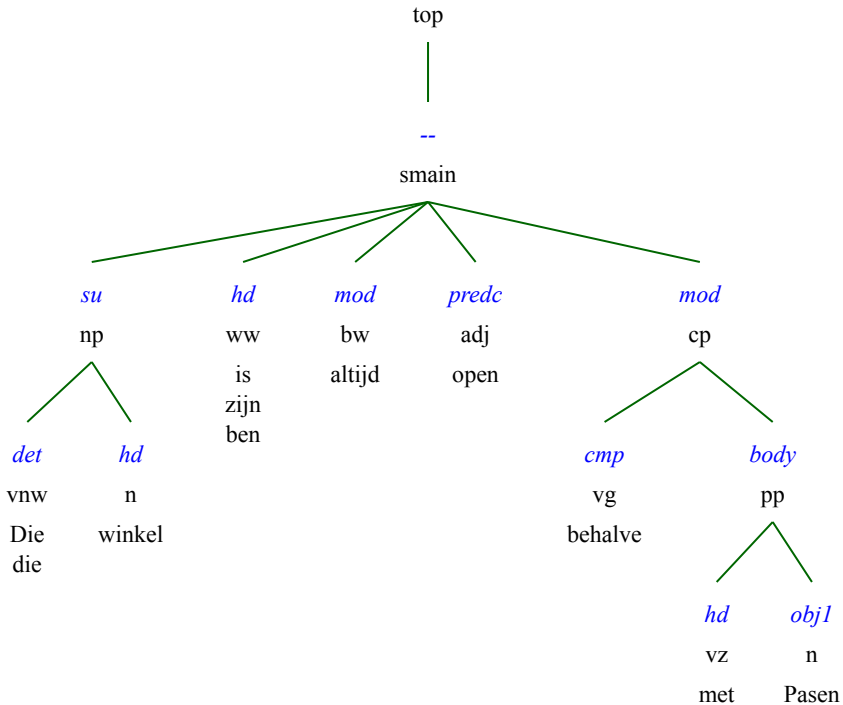 top
--
smain
su hd mod predc mod
np ww bw adj cp
is altijd open
zijn
ben
det hd cmp body
vnw n vg pp
Die winkel behalve
die
hd obj1
vz n
met Pasen